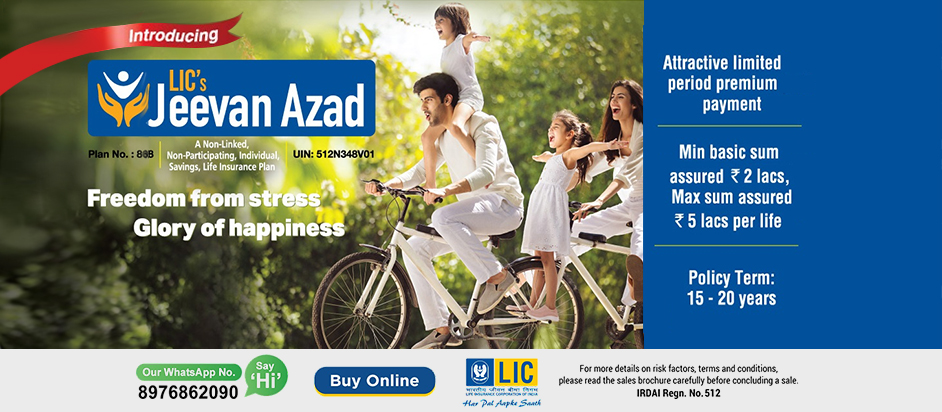 Introducing
LIC's
Jeevan Azad
A Non-Linked,
Plan No. :
Non-Participating, Individual,
UIN: 512N348V01
Savings, Life Insurance Plan
Freedom from stress
Glory of happiness
Attractive limited
period premium
payment
Min basic sum
assured ₹ 2 lacs,
Max sum assured
₹ 5 lacs per life
Policy Term:
15 - 20 years
Our WhatsApp No.
8976862090
Say
'Hi'
Buy Online
LIC
भारतीय जीवन बीमा निगम
LIFE INSURANCE CORPORATION OF INDIA
Har Pal Aapke Saath
For more details on risk factors, terms and conditions,
please read the sales brochure carefully before concluding a sale.
IRDAI Regn. No. 512